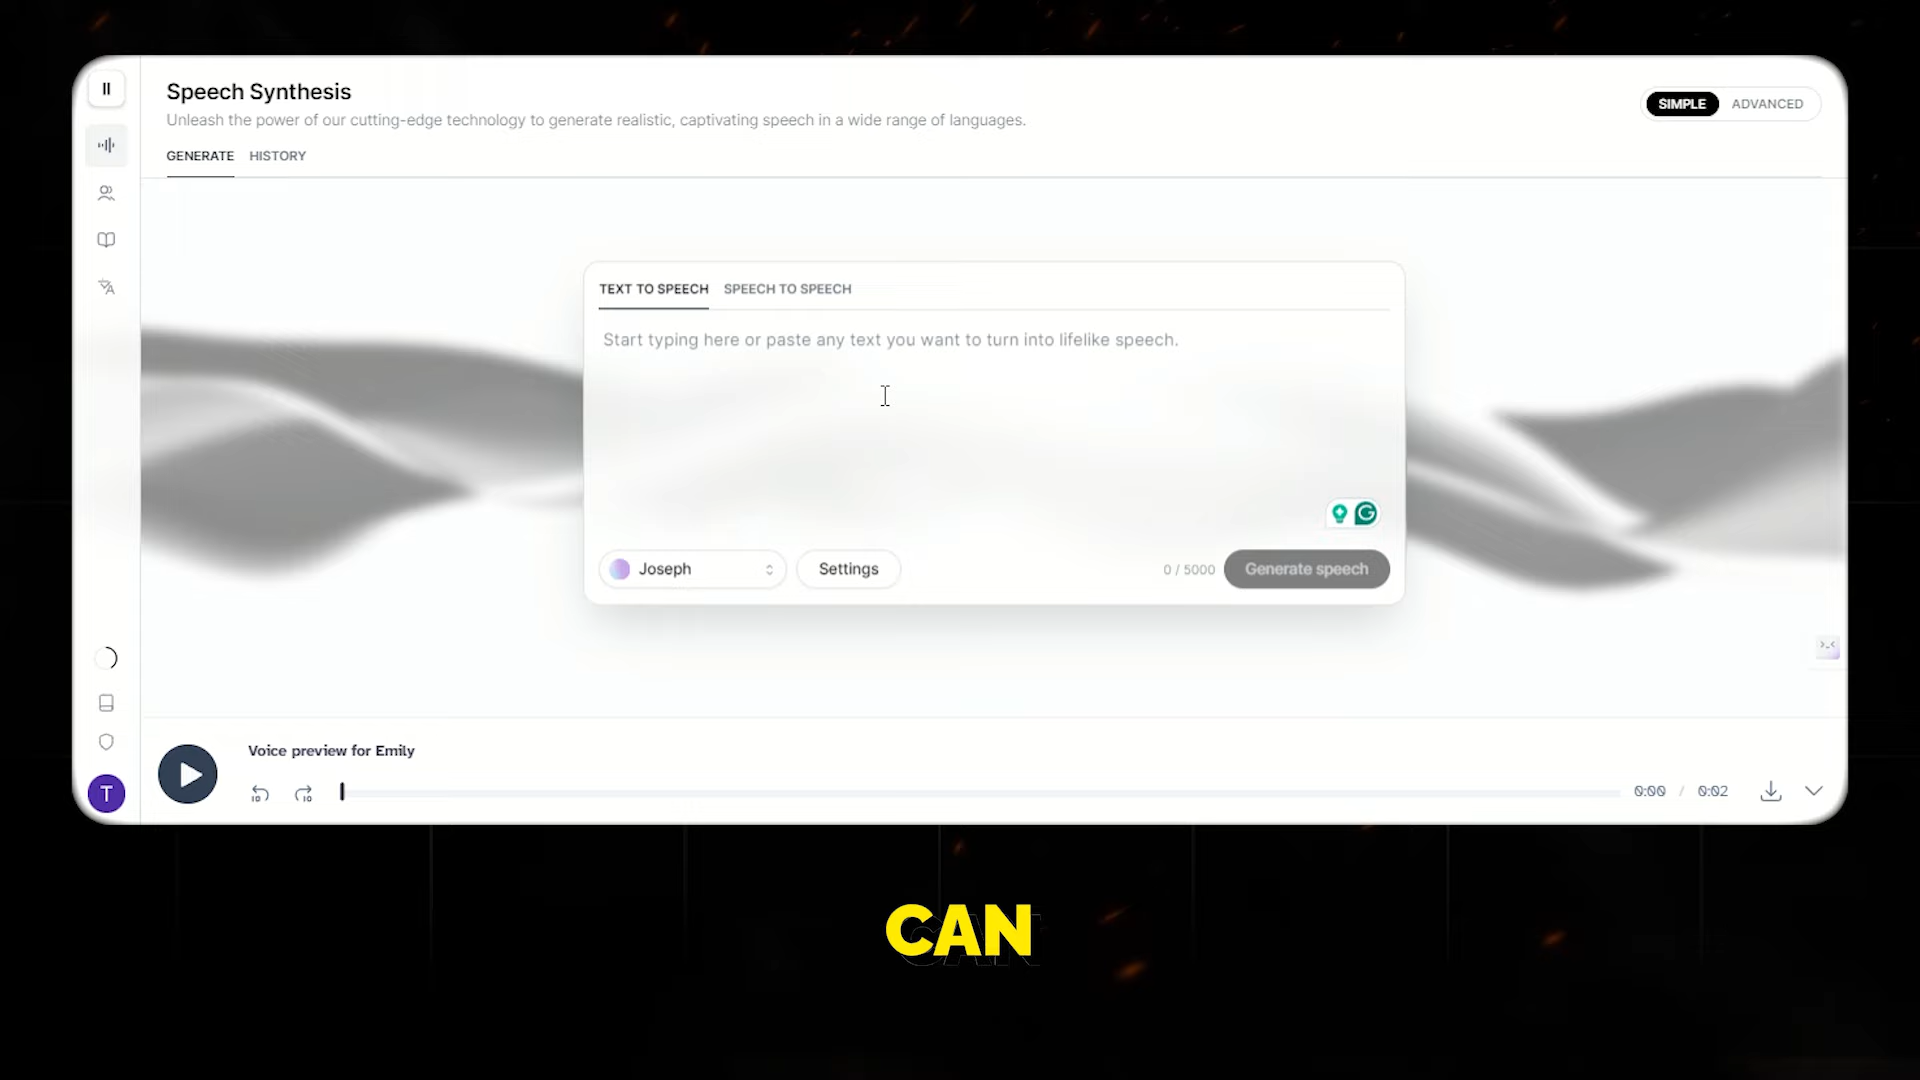 Speech Synthesis
SIMPLE ADVANCED
Unleash the power of our cutting-edge technology to generate realistic, captivating speech in a wide range of languages.
GENERATE HISTORY
TEXT TO SPEECH SPEECH TO SPEECH
Start typing here or paste any text you want to turn into lifelike speech.
Joseph Settings 0 / 5000 Generate speech
Voice preview for Emily
T 10 10 0:00 / 0:02
CAN